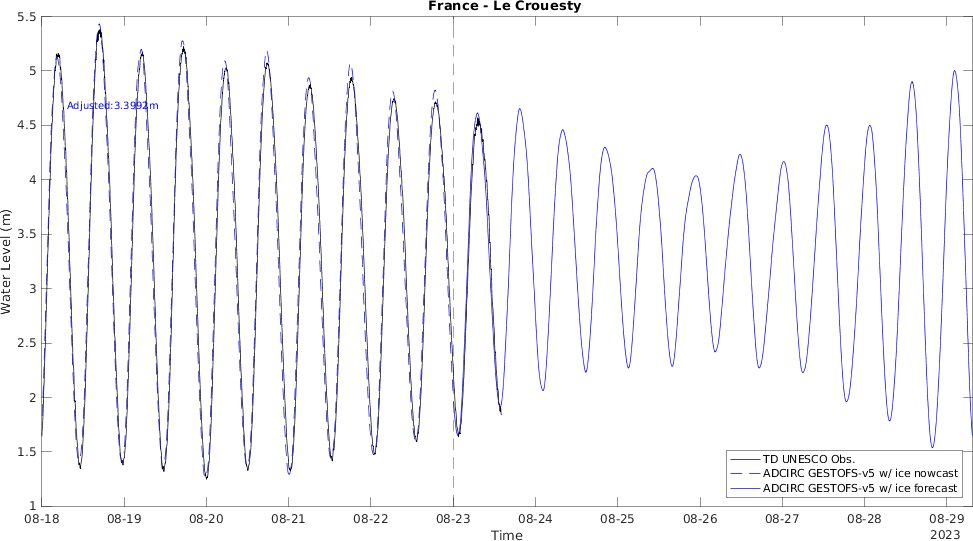 France - Le Crouesty
Water Level (m)
5.5
5
4.5
4
3.5
3
2.5
2
1.5
1
Adjusted:3.3992m
TD UNESCO Obs.
ADCIRC GESTOFS-v5 w/ ice nowcast
ADCIRC GESTOFS-v5 w/ ice forecast
08-18 08-19 08-20 08-21 08-22 08-23 08-24 08-25 08-26 08-27 08-28 08-29
Time
2023